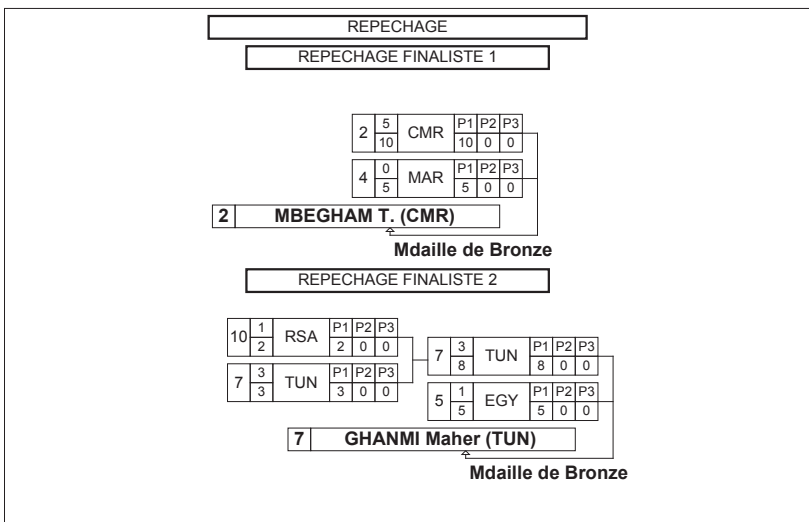 REPECHAGE
REPECHAGE FINALISTE 1
2 5 CMR P1 P2 P3
10 10 0 0
4 0 MAR P1 P2 P3
5 5 0 0
2 MBEGHAM T. (CMR)
Mdaille de Bronze
REPECHAGE FINALISTE 2
10 1 RSA P1 P2 P3
2 2 0 0
7 3 TUN P1 P2 P3
3 3 0 0
7 3 TUN P1 P2 P3
8 8 0 0
5 1 EGY P1 P2 P3
5 5 0 0
7 GHANMI Maher (TUN)
Mdaille de Bronze